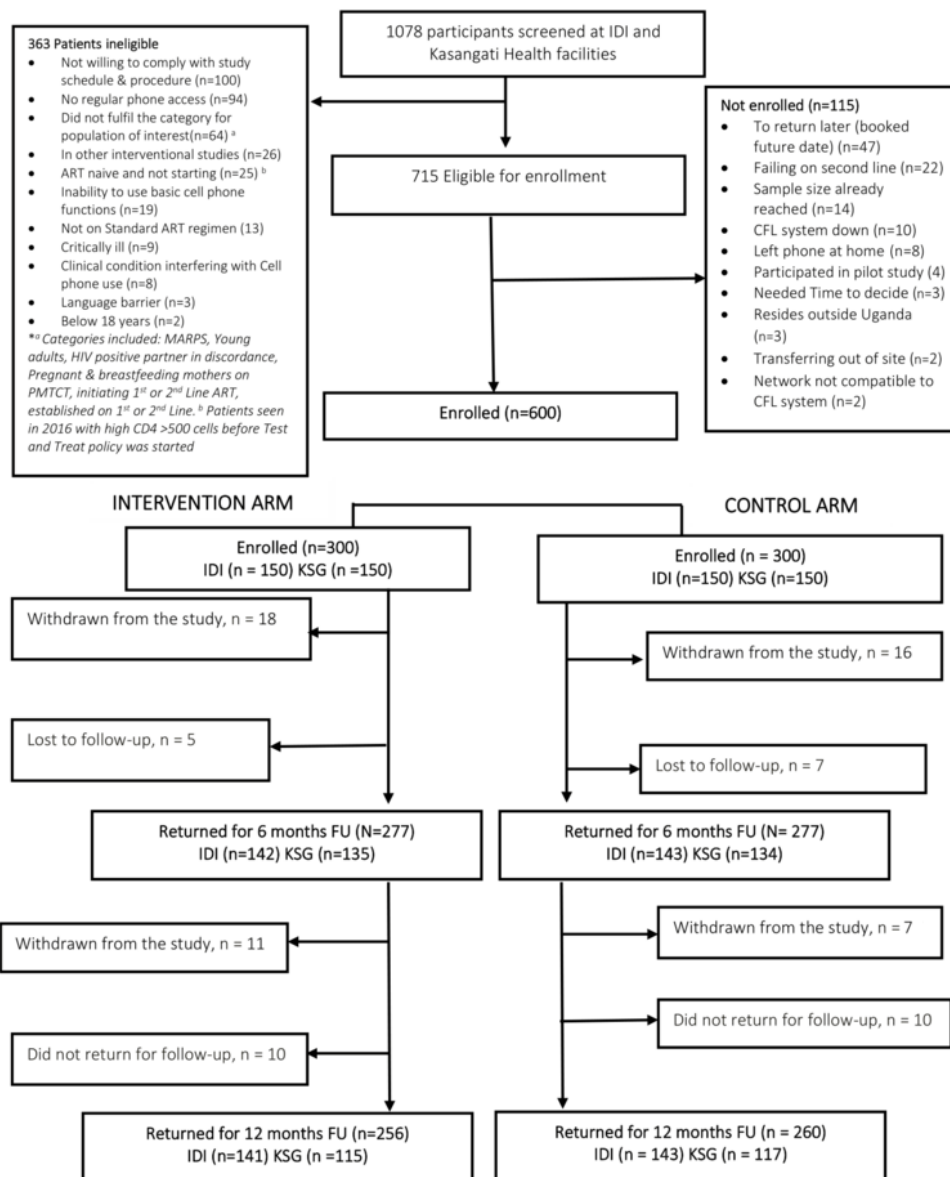 1078 participants screened at IDI and
Kasangati Health facilities
363 Patients ineligible
• Not willing to comply with study
schedule & procedure (n=100)
• No regular phone access (n=94)
• Did not fulfil the category for
population of interest(n=64) ᵃ
• In other interventional studies (n=26)
• ART naive and not starting (n=25) ᵇ
• Inability to use basic cell phone
functions (n=19)
• Not on Standard ART regimen (13)
• Critically ill (n=9)
• Clinical condition interfering with Cell
phone use (n=8)
• Language barrier (n=3)
• Below 18 years (n=2)
*ᵃ Categories included: MARPS, Young
adults, HIV positive partner in discordance,
Pregnant & breastfeeding mothers on
PMTCT, initiating 1st or 2nd Line ART,
established on 1st or 2nd Line. ᵇ Patients seen
in 2016 with high CD4 >500 cells before Test
and Treat policy was started
715 Eligible for enrollment
Not enrolled (n=115)
• To return later (booked
future date) (n=47)
• Failing on second line (n=22)
• Sample size already
reached (n=14)
• CFL system down (n=10)
• Left phone at home (n=8)
• Participated in pilot study (4)
• Needed Time to decide (n=3)
• Resides outside Uganda
(n=3)
• Transferring out of site (n=2)
• Network not compatible to
CFL system (n=2)
Enrolled (n=600)
INTERVENTION ARM
CONTROL ARM
Enrolled (n=300)
IDI (n = 150) KSG (n =150)
Enrolled (n = 300)
IDI (n=150) KSG (n=150)
Withdrawn from the study, n = 18
Withdrawn from the study, n = 16
Lost to follow-up, n = 5
Lost to follow-up, n = 7
Returned for 6 months FU (N=277)
IDI (n=142) KSG (n=135)
Returned for 6 months FU (N= 277)
IDI (n=143) KSG (n=134)
Withdrawn from the study, n = 11
Withdrawn from the study, n = 7
Did not return for follow-up, n = 10
Did not return for follow-up, n = 10
Returned for 12 months FU (n=256)
IDI (n=141) KSG (n =115)
Returned for 12 months FU (n = 260)
IDI (n = 143) KSG (n = 117)